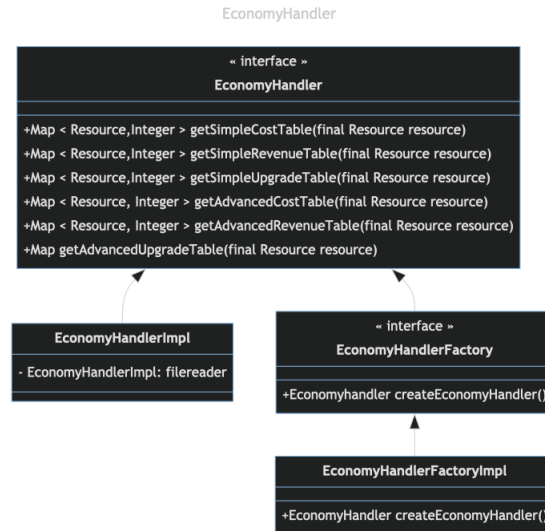 EconomyHandler
« interface »
EconomyHandler
+Map < Resource,Integer > getSimpleCostTable(final Resource resource)
+Map < Resource,Integer > getSimpleRevenueTable(final Resource resource)
+Map < Resource,Integer > getSimpleUpgradeTable(final Resource resource)
+Map < Resource, Integer > getAdvancedCostTable(final Resource resource)
+Map < Resource, Integer > getAdvancedRevenueTable(final Resource resource)
+Map getAdvancedUpgradeTable(final Resource resource)
EconomyHandlerImpl
- EconomyHandlerImpl: filereader
« interface »
EconomyHandlerFactory
+Economyhandler createEconomyHandler()
EconomyHandlerFactoryImpl
+EconomyHandler createEconomyHandler()